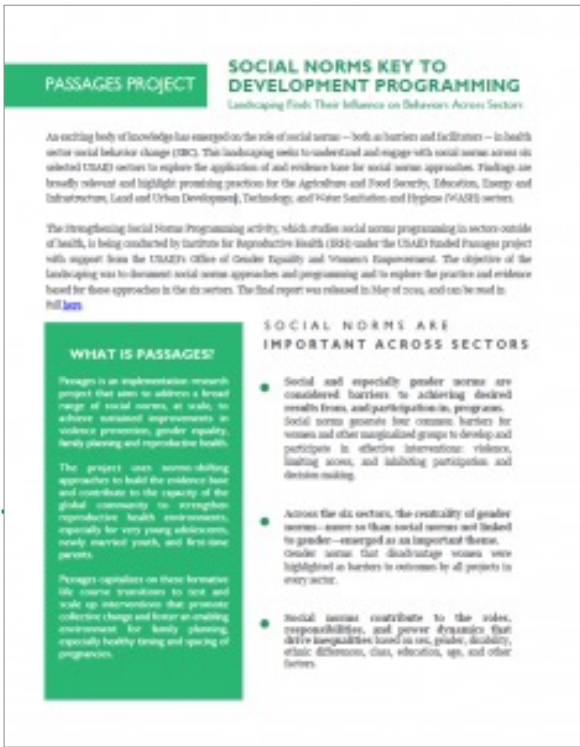 PASSAGES PROJECT
SOCIAL NORMS KEY TO
DEVELOPMENT PROGRAMMING
Landscaping Finds Their Influence on Behaviors Across Sectors
An exciting body of knowledge has emerged on the role of social norms – both as barriers and facilitators – in health
sector social behavior change (SBC). This landscaping seeks to understand and engage with social norms across six
selected USAID sectors to explore the application of and evidence base for social norms approaches. Findings are
broadly relevant and highlight promising practices for the Agriculture and Food Security, Education, Energy and
Infrastructure, Land and Urban Development, Technology, and Water Sanitation and Hygiene (WASH) sectors.
The Strengthening Social Norms Programming activity, which studies social norms programming in sectors outside
of health, is being conducted by Institute for Reproductive Health (IRH) under the USAID funded Passages project
with support from the USAID's Office of Gender Equality and Women's Empowerment. The objective of the
landscaping was to document social norms approaches and programming and to explore the practice and evidence
based for these approaches in the six sectors. The final report was released in May of and can be read in
full here
WHAT IS PASSAGES?
Passages is an implementation research
project that aims to address a broad
range of social norms, at scale, to
achieve sustained improvements in
violence prevention, gender equality,
family planning and reproductive health.
The project uses norms-shifting
approaches to build the evidence base
and contribute to the capacity of the
global community to strengthen
reproductive health environments,
especially for very young adolescents,
newly married youth, and first-time
parents.
Passages capitalizes on these formative
life course transitions to test and
scale up interventions that promote
collective change and foster an enabling
environment for family planning,
especially healthy timing and spacing of
pregnancies.
SOCIAL NORMS ARE
IMPORTANT ACROSS SECTORS
Social and especially gender norms are
considered barriers to achieving desired
results from, and participation in, programs.
Social norms generate four common barriers for
women and other marginalized groups to develop and
participate in effective interventions: violence,
limiting access, and inhibiting participation and
decision-making.
Across the six sectors, the centrality of gender
norms—more so than social norms not linked
to gender—emerged as an important theme.
Gender norms that disadvantage women were
highlighted as barriers to outcomes by all projects in
every sector.
Social norms contribute to the roles,
responsibilities, and power dynamics that
drive inequalities based on sex, gender, disability,
ethnic differences, class, education, age, and other
factors.